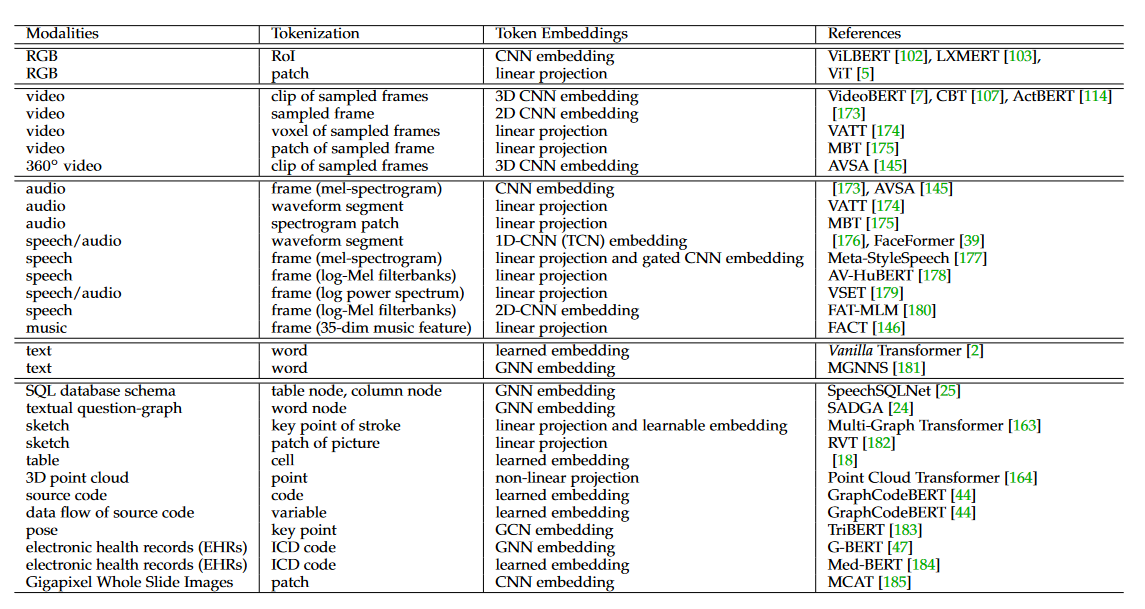 Modalities Tokenization Token Embeddings References
RGB RoI CNN embedding ViLBERT [102], LXMERT [103],
RGB patch linear projection ViT [5]
video clip of sampled frames 3D CNN embedding VideoBERT [7], CBT [107], ActBERT [114]
video sampled frame 2D CNN embedding [173]
video voxel of sampled frames linear projection VATT [174]
video patch of sampled frame linear projection MBT [175]
360° video clip of sampled frames 3D CNN embedding AVSA [145]
audio frame (mel-spectrogram) CNN embedding [173], AVSA [145]
audio waveform segment linear projection VATT [174]
audio spectrogram patch linear projection MBT [175]
speech/audio waveform segment 1D-CNN (TCN) embedding [176], FaceFormer [39]
speech frame (mel-spectrogram) linear projection and gated CNN embedding Meta-StyleSpeech [177]
speech frame (log-Mel filterbanks) linear projection AV-HuBERT [178]
speech/audio frame (log power spectrum) linear projection VSET [179]
speech frame (log-Mel filterbanks) 2D-CNN embedding FAT-MLM [180]
music frame (35-dim music feature) linear projection FACT [146]
text word learned embedding Vanilla Transformer [2]
text word GNN embedding MGNNS [181]
SQL database schema table node, column node GNN embedding SpeechSQLNet [25]
textual question-graph word node GNN embedding SADGA [24]
sketch key point of stroke linear projection and learnable embedding Multi-Graph Transformer [163]
sketch patch of picture linear projection RVT [182]
table cell learned embedding [18]
3D point cloud point non-linear projection Point Cloud Transformer [164]
source code code learned embedding GraphCodeBERT [44]
data flow of source code variable learned embedding GraphCodeBERT [44]
pose key point GCN embedding TriBERT [183]
electronic health records (EHRs) ICD code GNN embedding G-BERT [47]
electronic health records (EHRs) ICD code learned embedding Med-BERT [184]
Gigapixel Whole Slide Images patch CNN embedding MCAT [185]